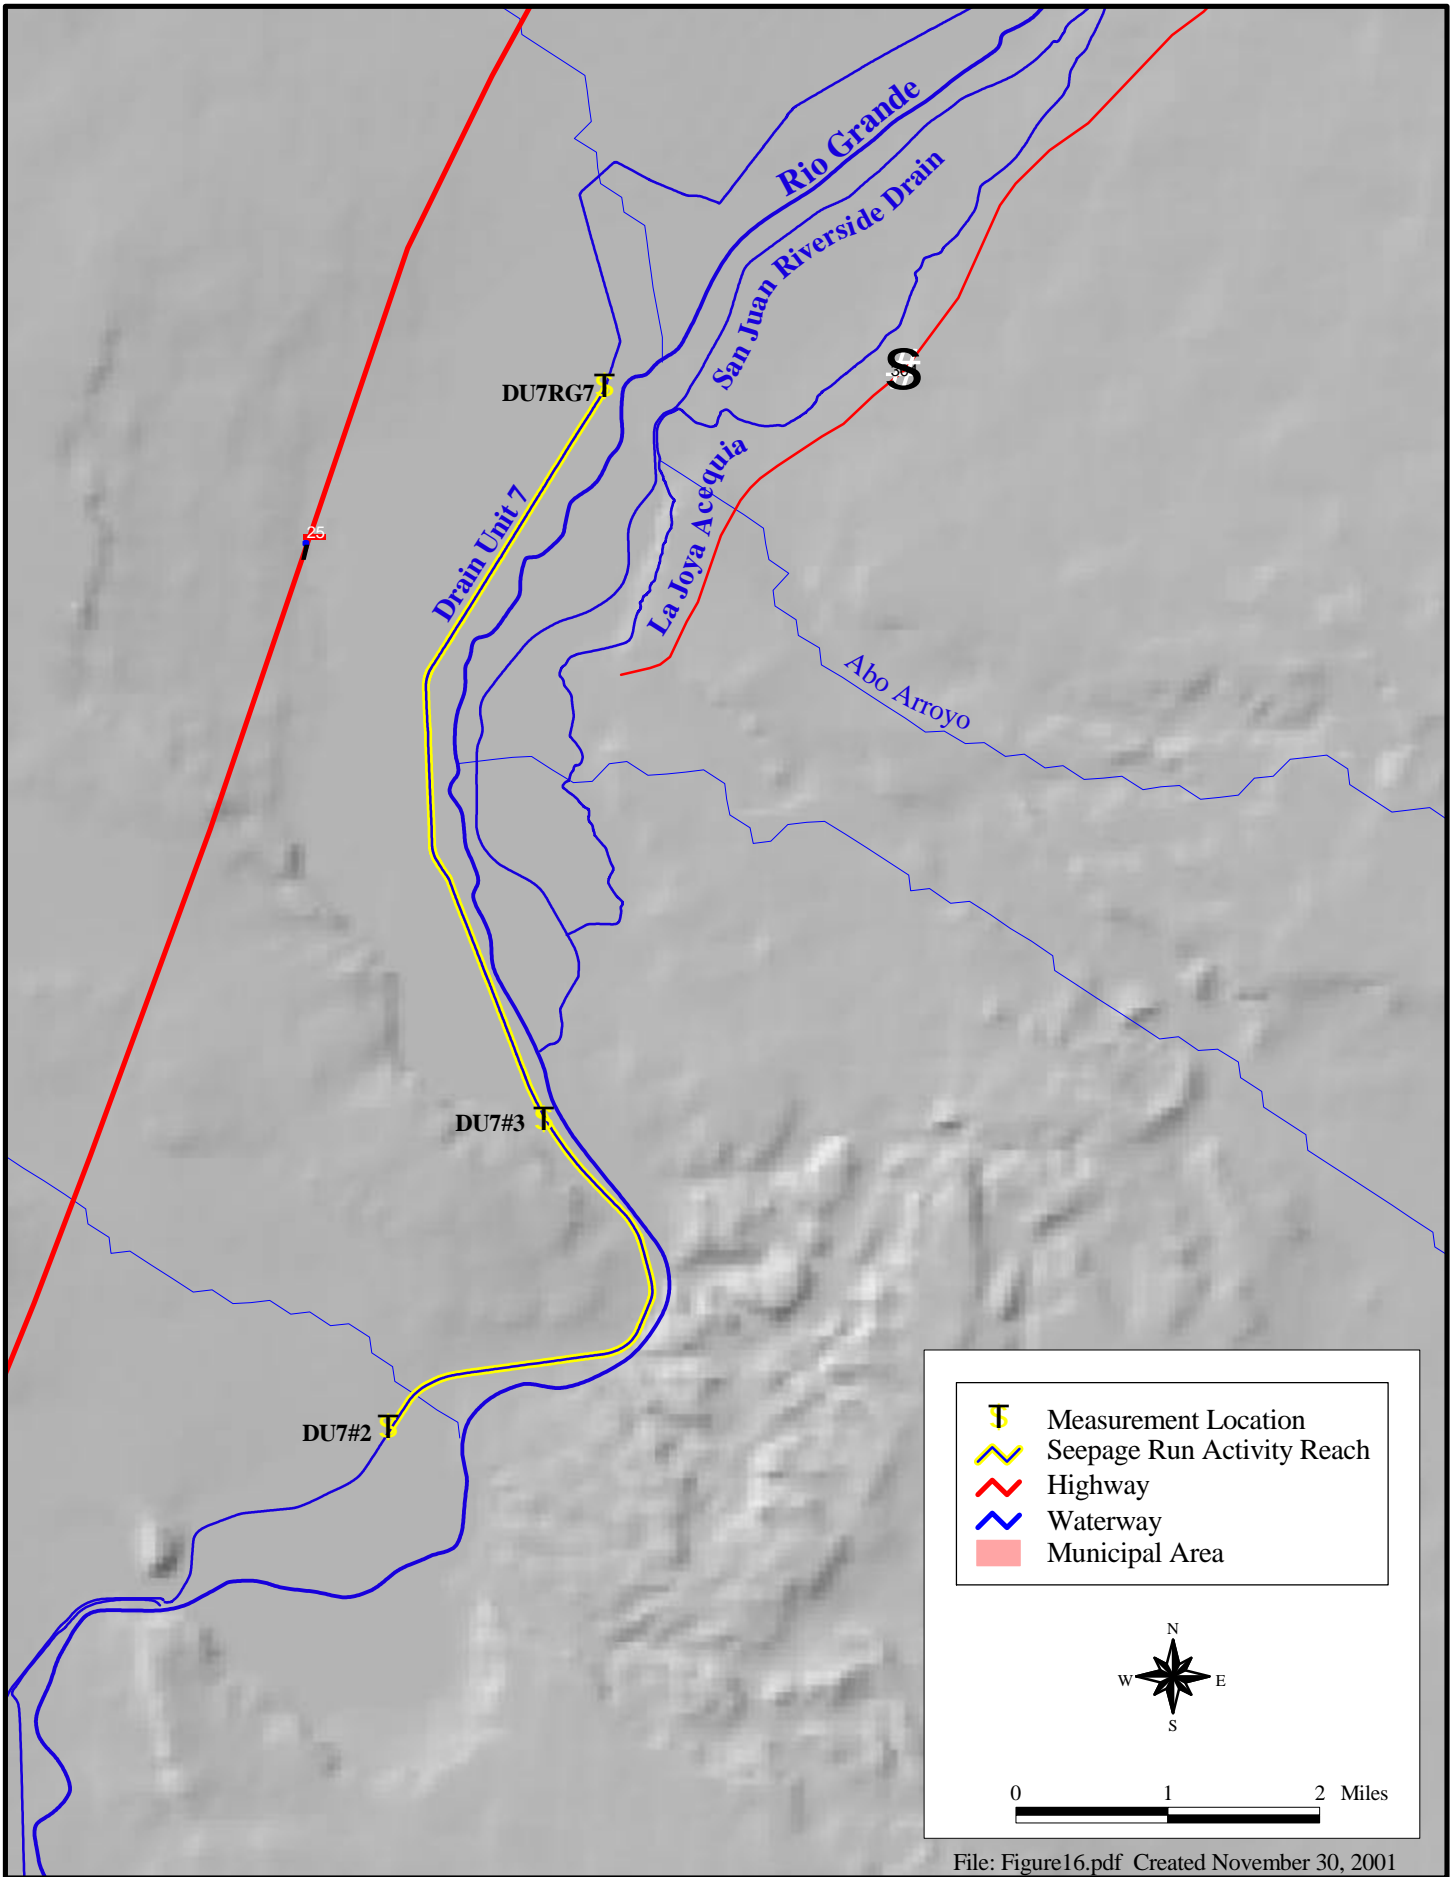 Rio Grande
San Juan Riverside Drain
DU7RG7
La Joya Acequia
Drain Unit 7
25
Abo Arroyo
DU7#3
DU7#2
Measurement Location
Seepage Run Activity Reach
Highway
Waterway
Municipal Area
N
W E
S
0 1 2 Miles
File: Figure16.pdf Created November 30, 2001